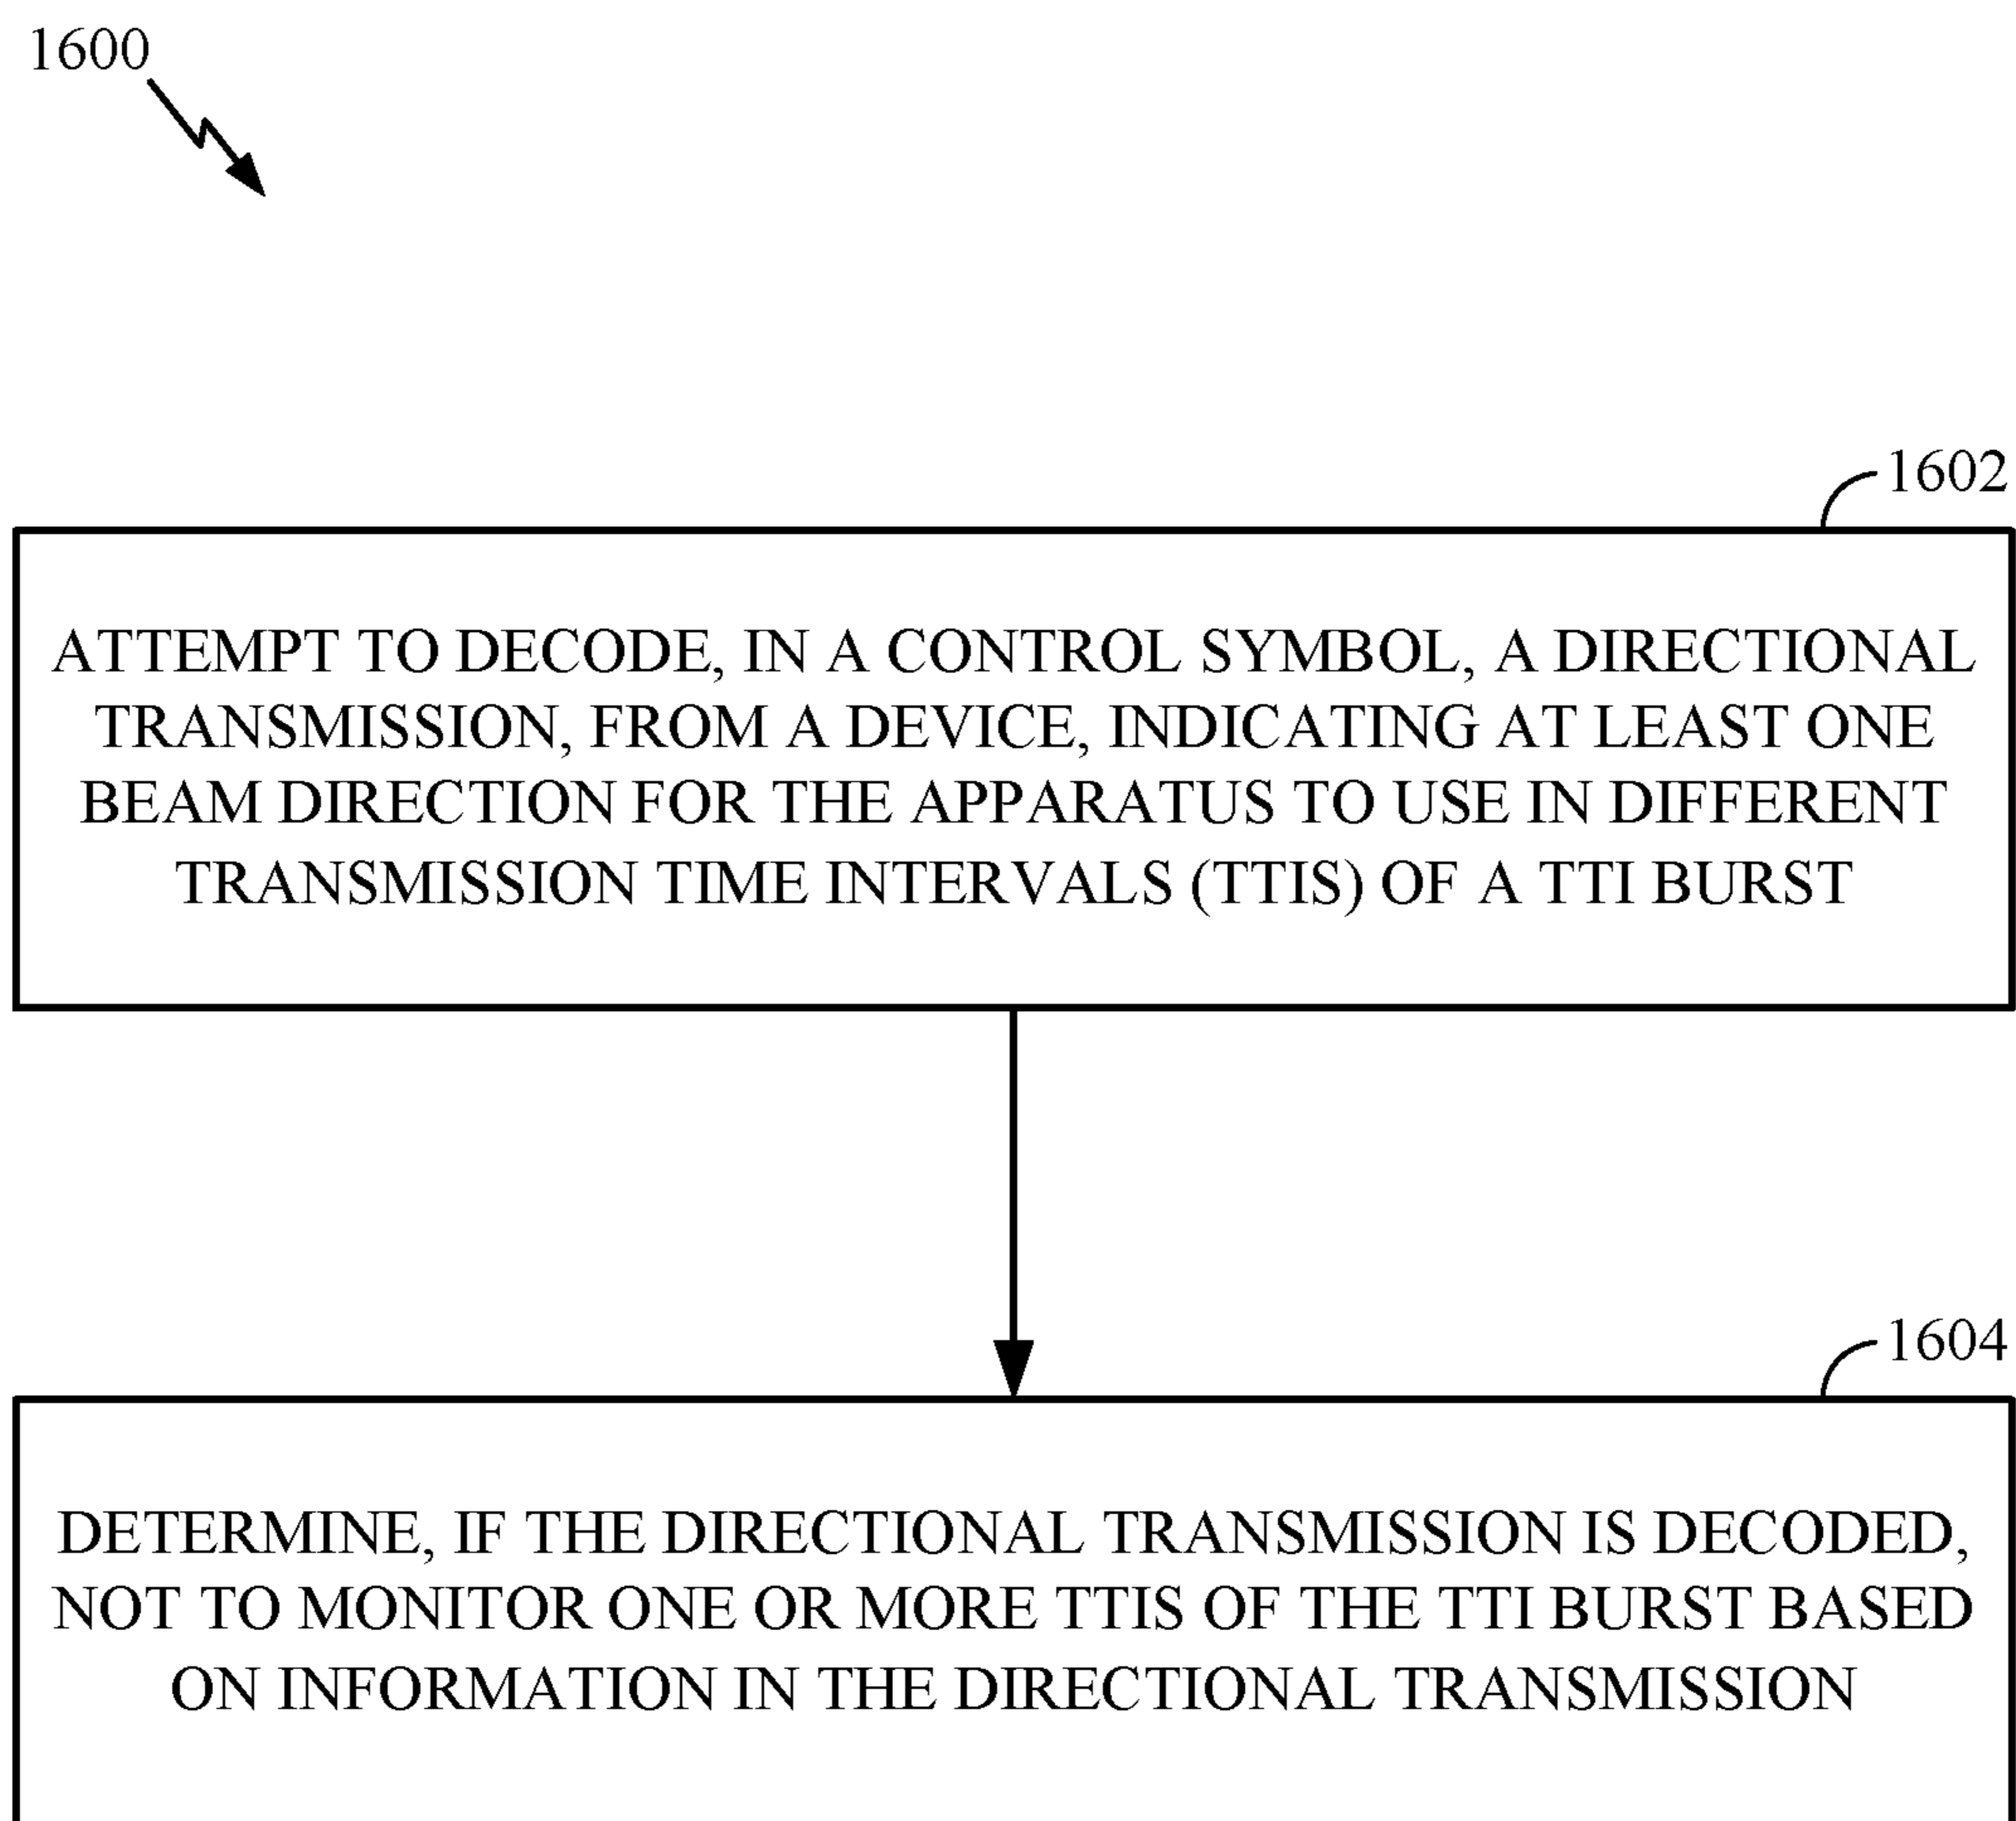 1600
1602
ATTEMPT TO DECODE, IN A CONTROL SYMBOL, A DIRECTIONAL
TRANSMISSION, FROM A DEVICE, INDICATING AT LEAST ONE
BEAM DIRECTION FOR THE APPARATUS TO USE IN DIFFERENT
TRANSMISSION TIME INTERVALS (TTIS) OF A TTI BURST
1604
DETERMINE, IF THE DIRECTIONAL TRANSMISSION IS DECODED,
NOT TO MONITOR ONE OR MORE TTIS OF THE TTI BURST BASED
ON INFORMATION IN THE DIRECTIONAL TRANSMISSION